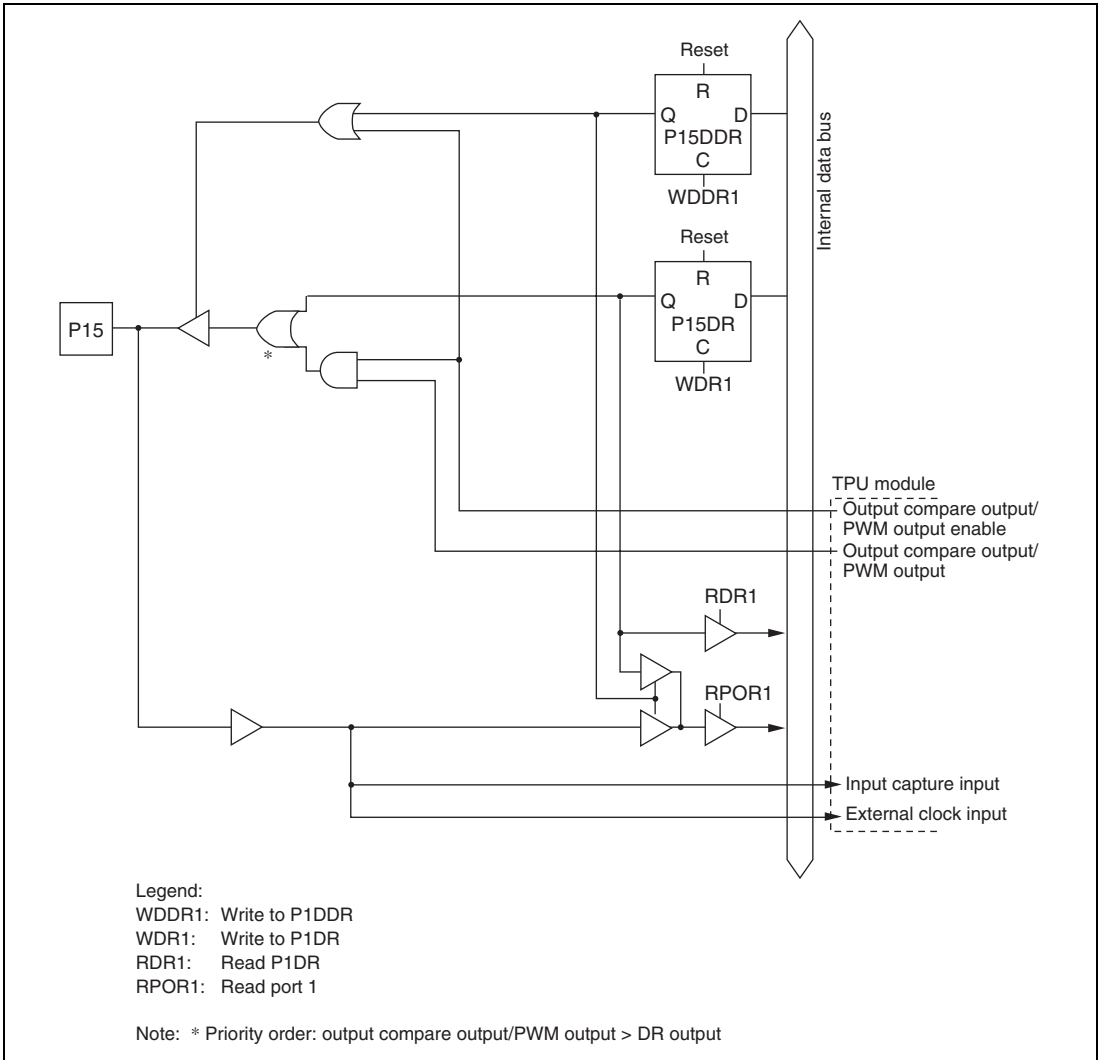 Reset
R
Q D
P15DDR
C
WDDR1
Internal data bus
Reset
R
Q D
P15DR
C
WDR1
P15
*
TPU module
Output compare output/
PWM output enable
Output compare output/
PWM output
RDR1
RPOR1
Input capture input
External clock input
Legend:
WDDR1: Write to P1DDR
WDR1: Write to P1DR
RDR1: Read P1DR
RPOR1: Read port 1
Note: * Priority order: output compare output/PWM output > DR output